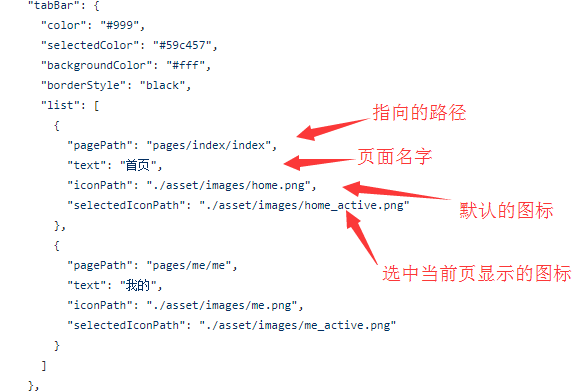 "tabBar": {
"color": "#999",
"selectedColor": "#59c457",
"backgroundColor": "#fff",
"borderStyle": "black",
"list": [
{
指向的路径
"pagePath": "pages/index/index",
页面名字
"text": "首页",
"iconPath": "./asset/images/home.png",
"selectedIconPath": "./asset/images/home_active.png"
默认的图标
},
{
"pagePath": "pages/me/me",
选中当前页显示的图标
"text": "我的",
"iconPath": "./asset/images/me.png",
"selectedIconPath": "./asset/images/me_active.png"
}
]
},